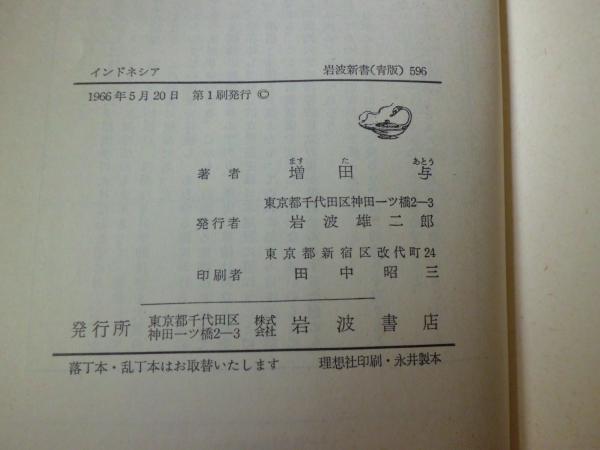 インドネシア 岩波新書(青版) 596
1966年5月20日 第1刷発行 ©
ます た あとう
著者 増田与
東京都千代田区神田一ツ橋2―3
発行者 岩波雄二郎
東京都新宿区改代町24
印刷者 田中昭三
発行所 東京都千代田区神田一ツ橋2―3 株式会社 岩波書店
落丁本・乱丁本はお取替いたします 理想社印刷・永井製本